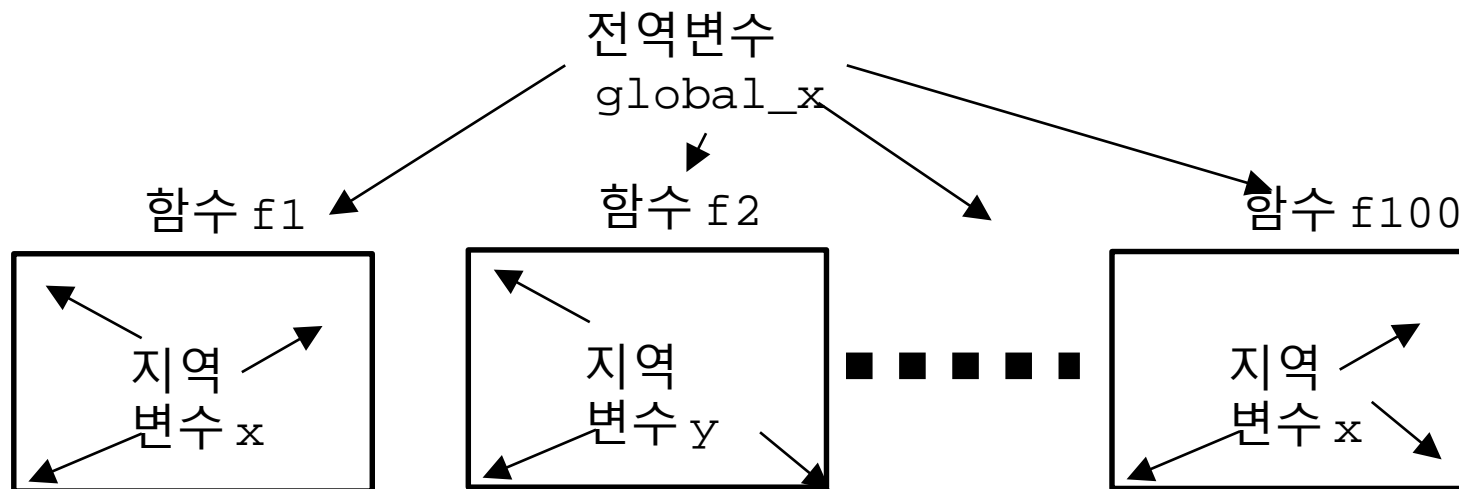 전역변수
global_x
함수 f1
함수 f2
함수 f100
지역
변수 x
지역
변수 y
지역
변수 x